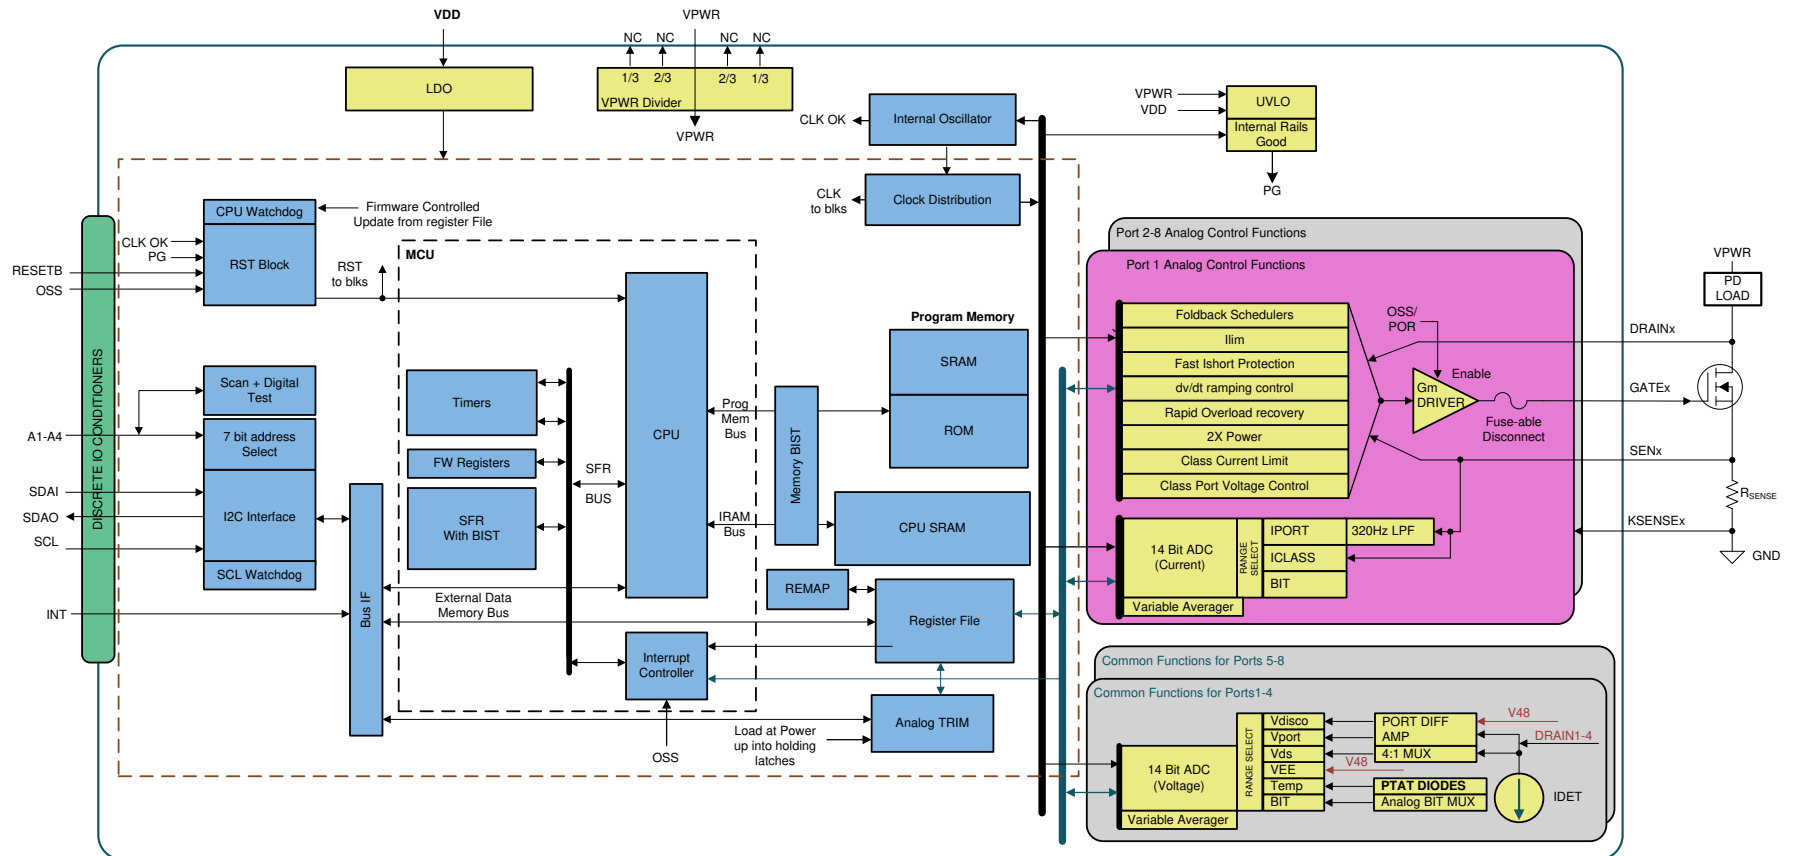 VDD
VPWR
NC
NC
NC
NC
LDO
1/3
2/3
2/3
1/3
VPWR Divider
VPWR
CLK OK
Internal Oscillator
VPWR
VDD
UVLO
Internal Rails
Good
PG
CLK
to blks
Clock Distribution
CPU Watchdog
Firmware Controlled
Update from register File
CLK OK
PG
RESETB
OSS
RST Block
RST
to blks
MCU
DISCRETE IO CONDITIONERS
Scan + Digital
Test
A1-A4
7 bit address
Select
SDAI
SDAO
SCL
I2C Interface
SCL Watchdog
INT
Bus IF
Timers
FW Registers
SFR
With BIST
SFR
BUS
CPU
External Data
Memory Bus
Interrupt
Controller
OSS
Prog
Mem
Bus
IRAM
Bus
Memory BIST
Program Memory
SRAM
ROM
CPU SRAM
REMAP
Register File
Analog TRIM
Load at Power
up into holding
latches
Port 2-8 Analog Control Functions
Port 1 Analog Control Functions
Foldback Schedulers
Ilim
Fast Ishort Protection
dv/dt ramping control
Rapid Overload recovery
2X Power
Class Current Limit
Class Port Voltage Control
OSS/
POR
Enable
Gm
DRIVER
Fuse-able
Disconnect
VPWR
PD
LOAD
DRAINx
GATEx
SENx
RSENSE
KSENSEx
GND
14 Bit ADC
(Current)
RANGE
SELECT
IPORT
320Hz LPF
ICLASS
BIT
Variable Averager
Common Functions for Ports 5-8
Common Functions for Ports1-4
14 Bit ADC
(Voltage)
Variable Averager
RANGE SELECT
Vdisco
Vport
Vds
VEE
Temp
BIT
PORT DIFF
AMP
4:1 MUX
V48
DRAIN1-4
V48
PTAT DIODES
Analog BIT MUX
IDET